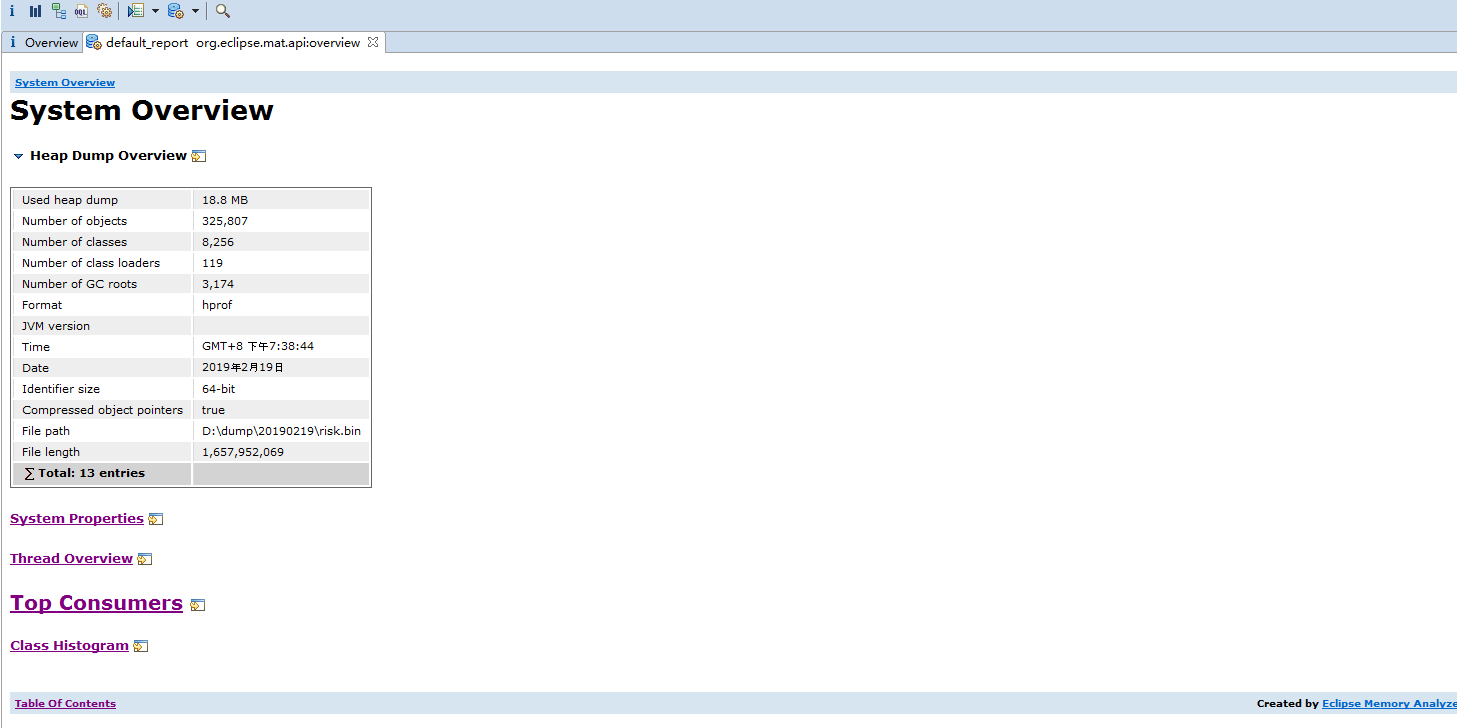 Overview default_report org.eclipse.mat.api:overview
System Overview
System Overview
Heap Dump Overview
Used heap dump 18.8 MB
Number of objects 325,807
Number of classes 8,256
Number of class loaders 119
Number of GC roots 3,174
Format hprof
JVM version
Time GMT+8 下午7:38:44
Date 2019年2月19日
Identifier size 64-bit
Compressed object pointers true
File path D:\dump\20190219\risk.bin
File length 1,657,952,069
∑ Total: 13 entries
System Properties
Thread Overview
Top Consumers
Class Histogram
Table Of Contents Created by Eclipse Memory Analyze